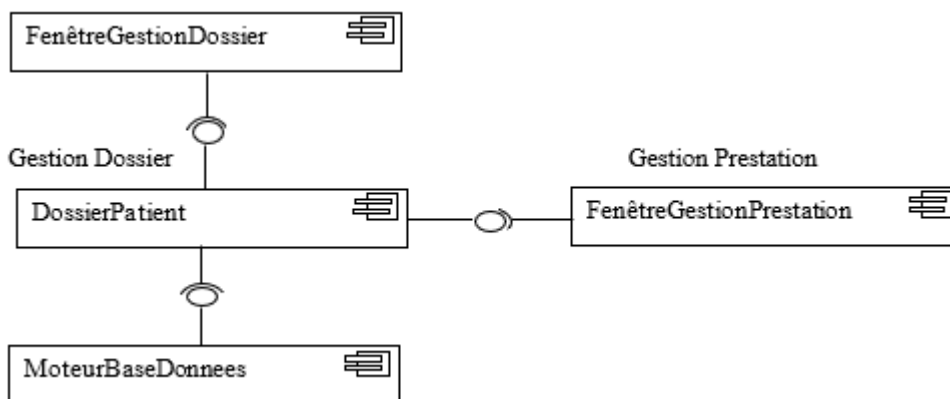 FenêtreGestionDossier
Gestion Dossier
Gestion Prestation
DossierPatient
FenêtreGestionPrestation
MoteurBaseDonnees